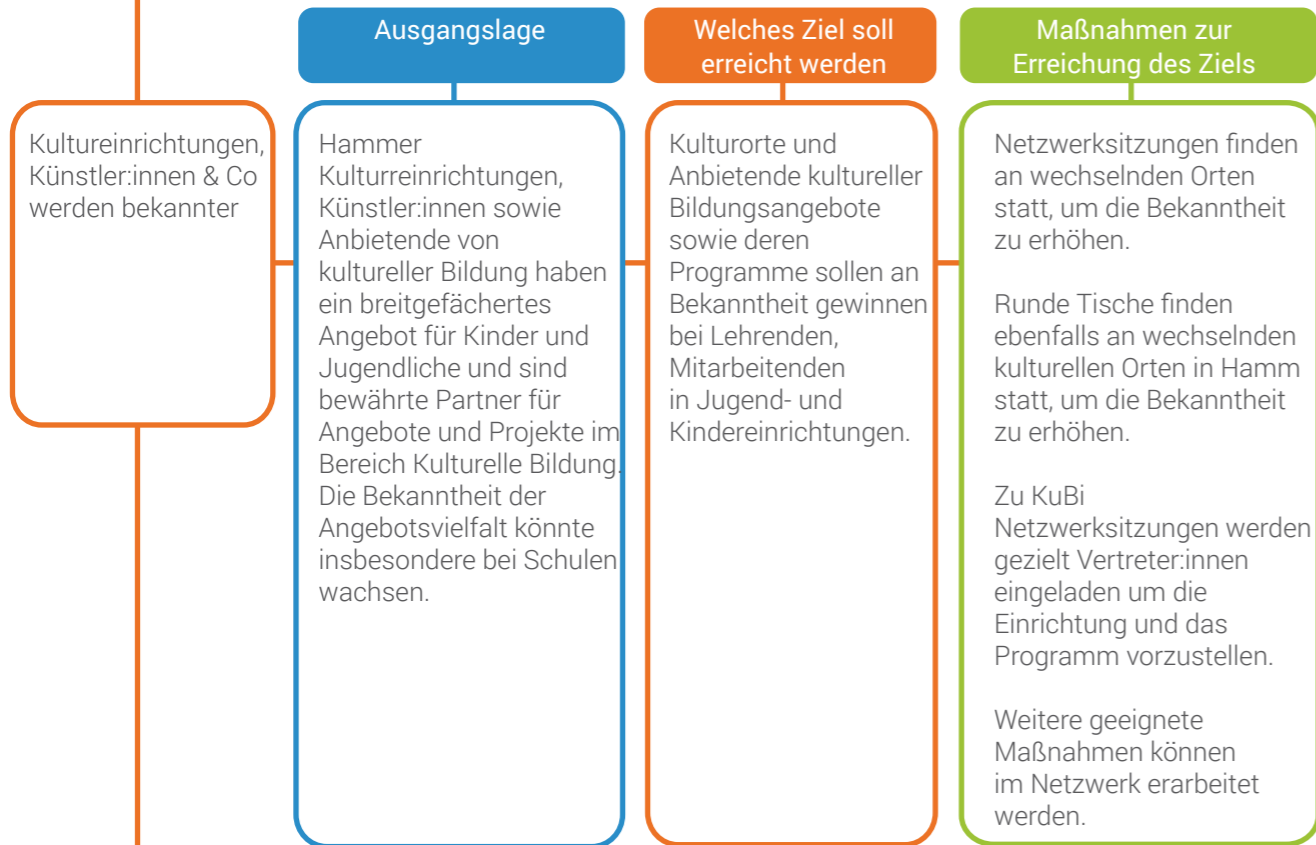 Ausgangslage
Welches Ziel soll
erreicht werden
Maßnahmen zur
Erreichung des Ziels
Kultureinrichtungen,
Künstler:innen & Co
werden bekannter
Hammer
Kulturreinrichtungen,
Künstler:innen sowie
Anbietende von
kultureller Bildung haben
ein breitgefächertes
Angebot für Kinder und
Jugendliche und sind
bewährte Partner für
Angebote und Projekte im
Bereich Kulturelle Bildung.
Die Bekanntheit der
Angebotsvielfalt könnte
insbesondere bei Schulen
wachsen.
Kulturorte und
Anbietende kultureller
Bildungsangebote
sowie deren
Programme sollen an
Bekanntheit gewinnen
bei Lehrenden,
Mitarbeitenden
in Jugend- und
Kindereinrichtungen.
Netzwerksitzungen finden
an wechselnden Orten
statt, um die Bekanntheit
zu erhöhen.
Runde Tische finden
ebenfalls an wechselnden
kulturellen Orten in Hamm
statt, um die Bekanntheit
zu erhöhen.
Zu KuBi
Netzwerksitzungen werden
gezielt Vertreter:innen
eingeladen um die
Einrichtung und das
Programm vorzustellen.
Weitere geeignete
Maßnahmen können
im Netzwerk erarbeitet
werden.